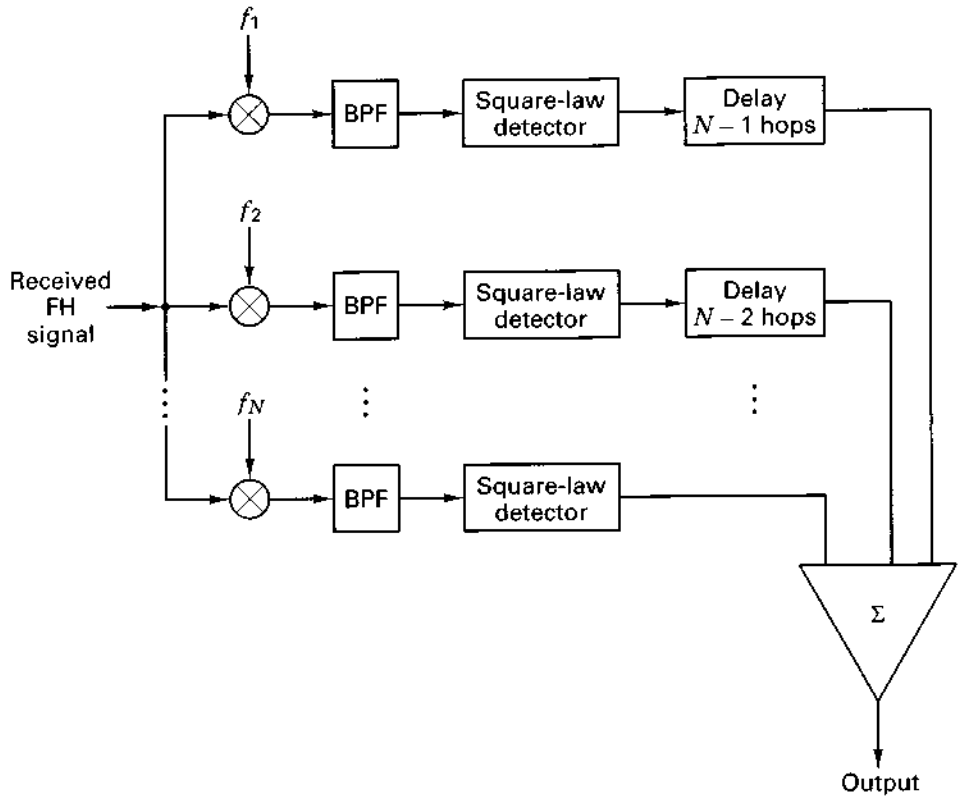 f1
BPF
Square-law
detector
Delay
N – 1 hops
f2
Received
FH
signal
BPF
Square-law
detector
Delay
N – 2 hops
fN
BPF
Square-law
detector
Σ
Output